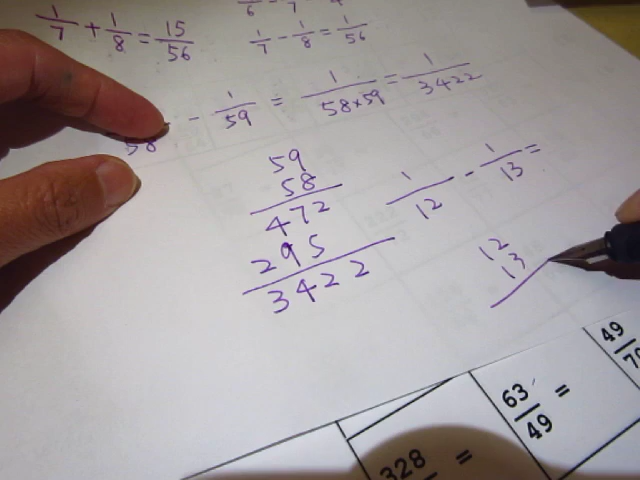 1/7 + 1/8 = 15/56
1/7 - 1/8 = 1/56
58 - 1/59 = 1/58×59 = 1/3422
59
58
472
295
3422
1/12 - 1/13 =
12
13
63/49 =
49/
328
=